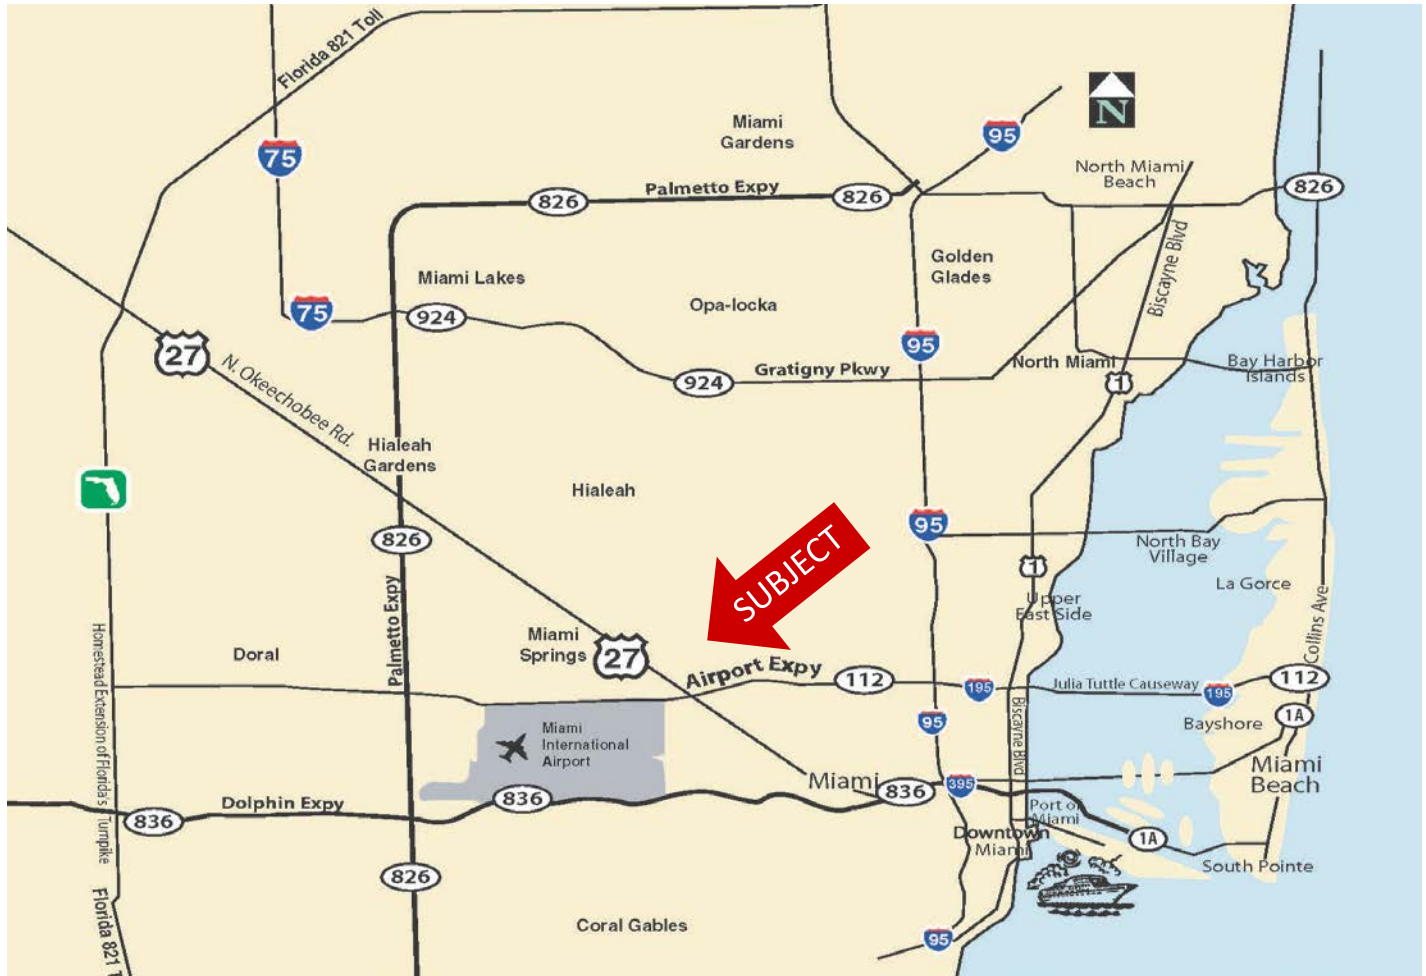 Florida 821 Toll
75
Miami
Gardens
95
N
North Miami
Beach
826
Palmetto Expy
826
826
Miami Lakes
Golden
Glades
Biscayne Blvd
75
924
Opa-locka
27
N. Okeechobee Rd.
95
924
Gratigny Pkwy
North Miami
1
Bay Harbor
Islands
Hialeah
Gardens
Hialeah
826
95
North Bay
Village
SUBJECT
1
Upper
East Side
La Gorce
Collins Ave
Palmetto Expy
Homestead Extension of Florida's Turnpike
Doral
Miami
Springs
27
Airport Expy
112
195
Julia Tuttle Causeway
195
112
Biscayne Blvd
95
Bayshore
1A
Miami
International
Airport
Miami
Beach
Miami
836
395
836
Dolphin Expy
836
Port of
Miami
Downtown
Miami
1A
South Pointe
826
Florida 821 T
Coral Gables
95